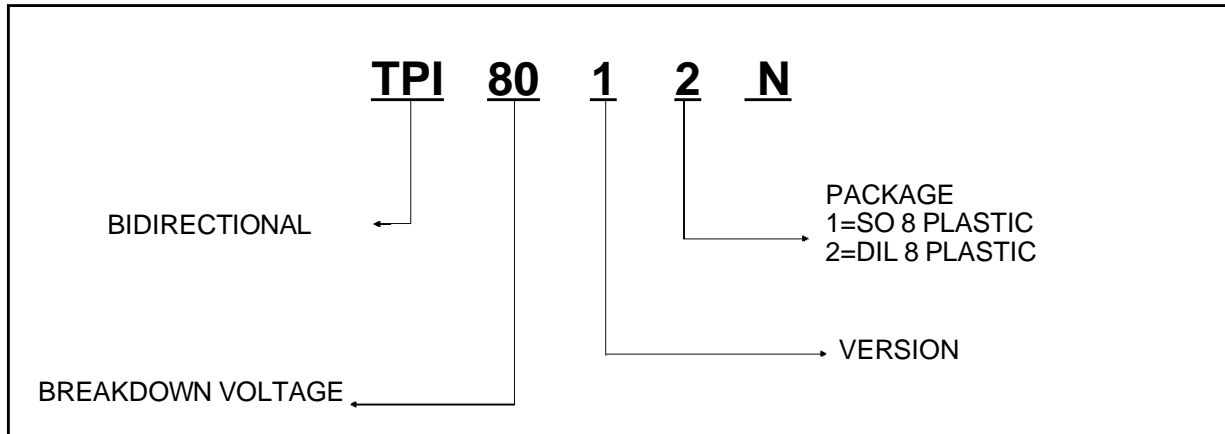 TPI 80 1 2 N
PACKAGE
1=SO 8 PLASTIC
2=DIL 8 PLASTIC
BIDIRECTIONAL
VERSION
BREAKDOWN VOLTAGE